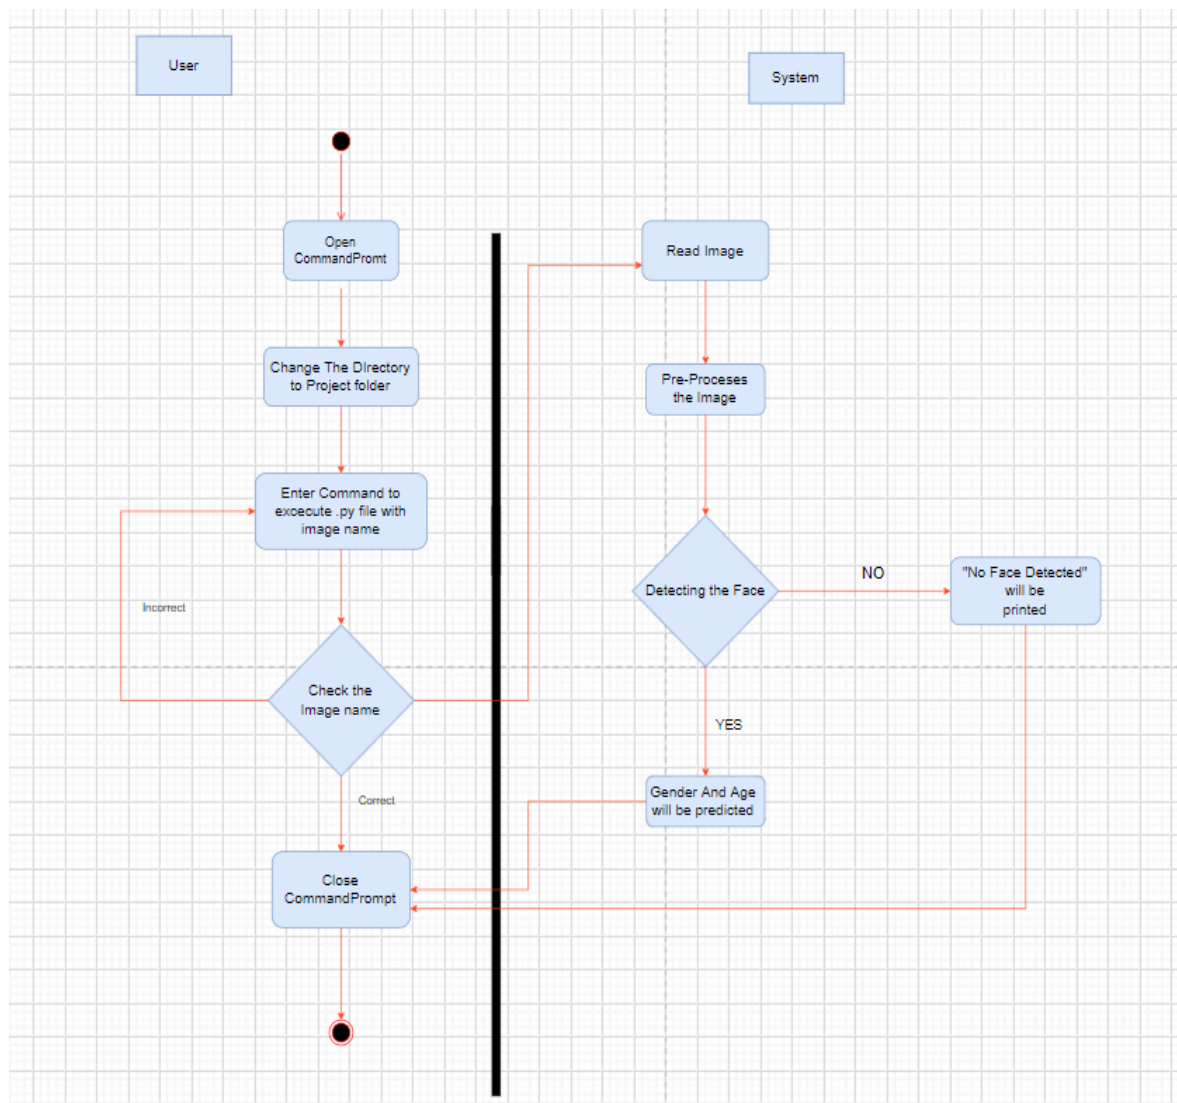 User
System
Open
CommandPromt
Change The DIrectory
to Project folder
Enter Command to
excecute .py file with
image name
Incorrect
Check the
Image name
Correct
Close
CommandPrompt
Read Image
Pre-Proceses
the Image
Detecting the Face
NO
"No Face Detected"
will be
printed
YES
Gender And Age
will be predicted